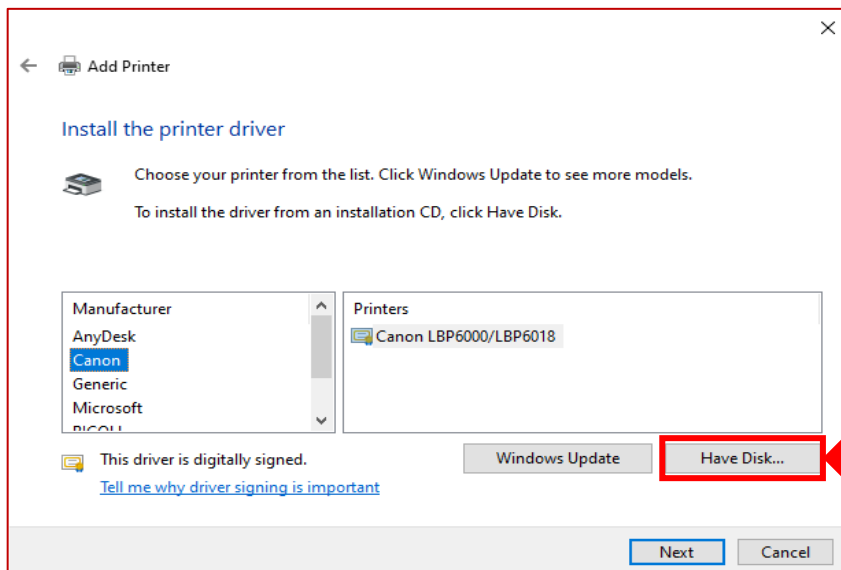 Add Printer
Install the printer driver
Choose your printer from the list. Click Windows Update to see more models.
To install the driver from an installation CD, click Have Disk.
Manufacturer
AnyDesk
Canon
Generic
Microsoft
Printers
Canon LBP6000/LBP6018
This driver is digitally signed.
Tell me why driver signing is important
Windows Update
Have Disk...
Next
Cancel